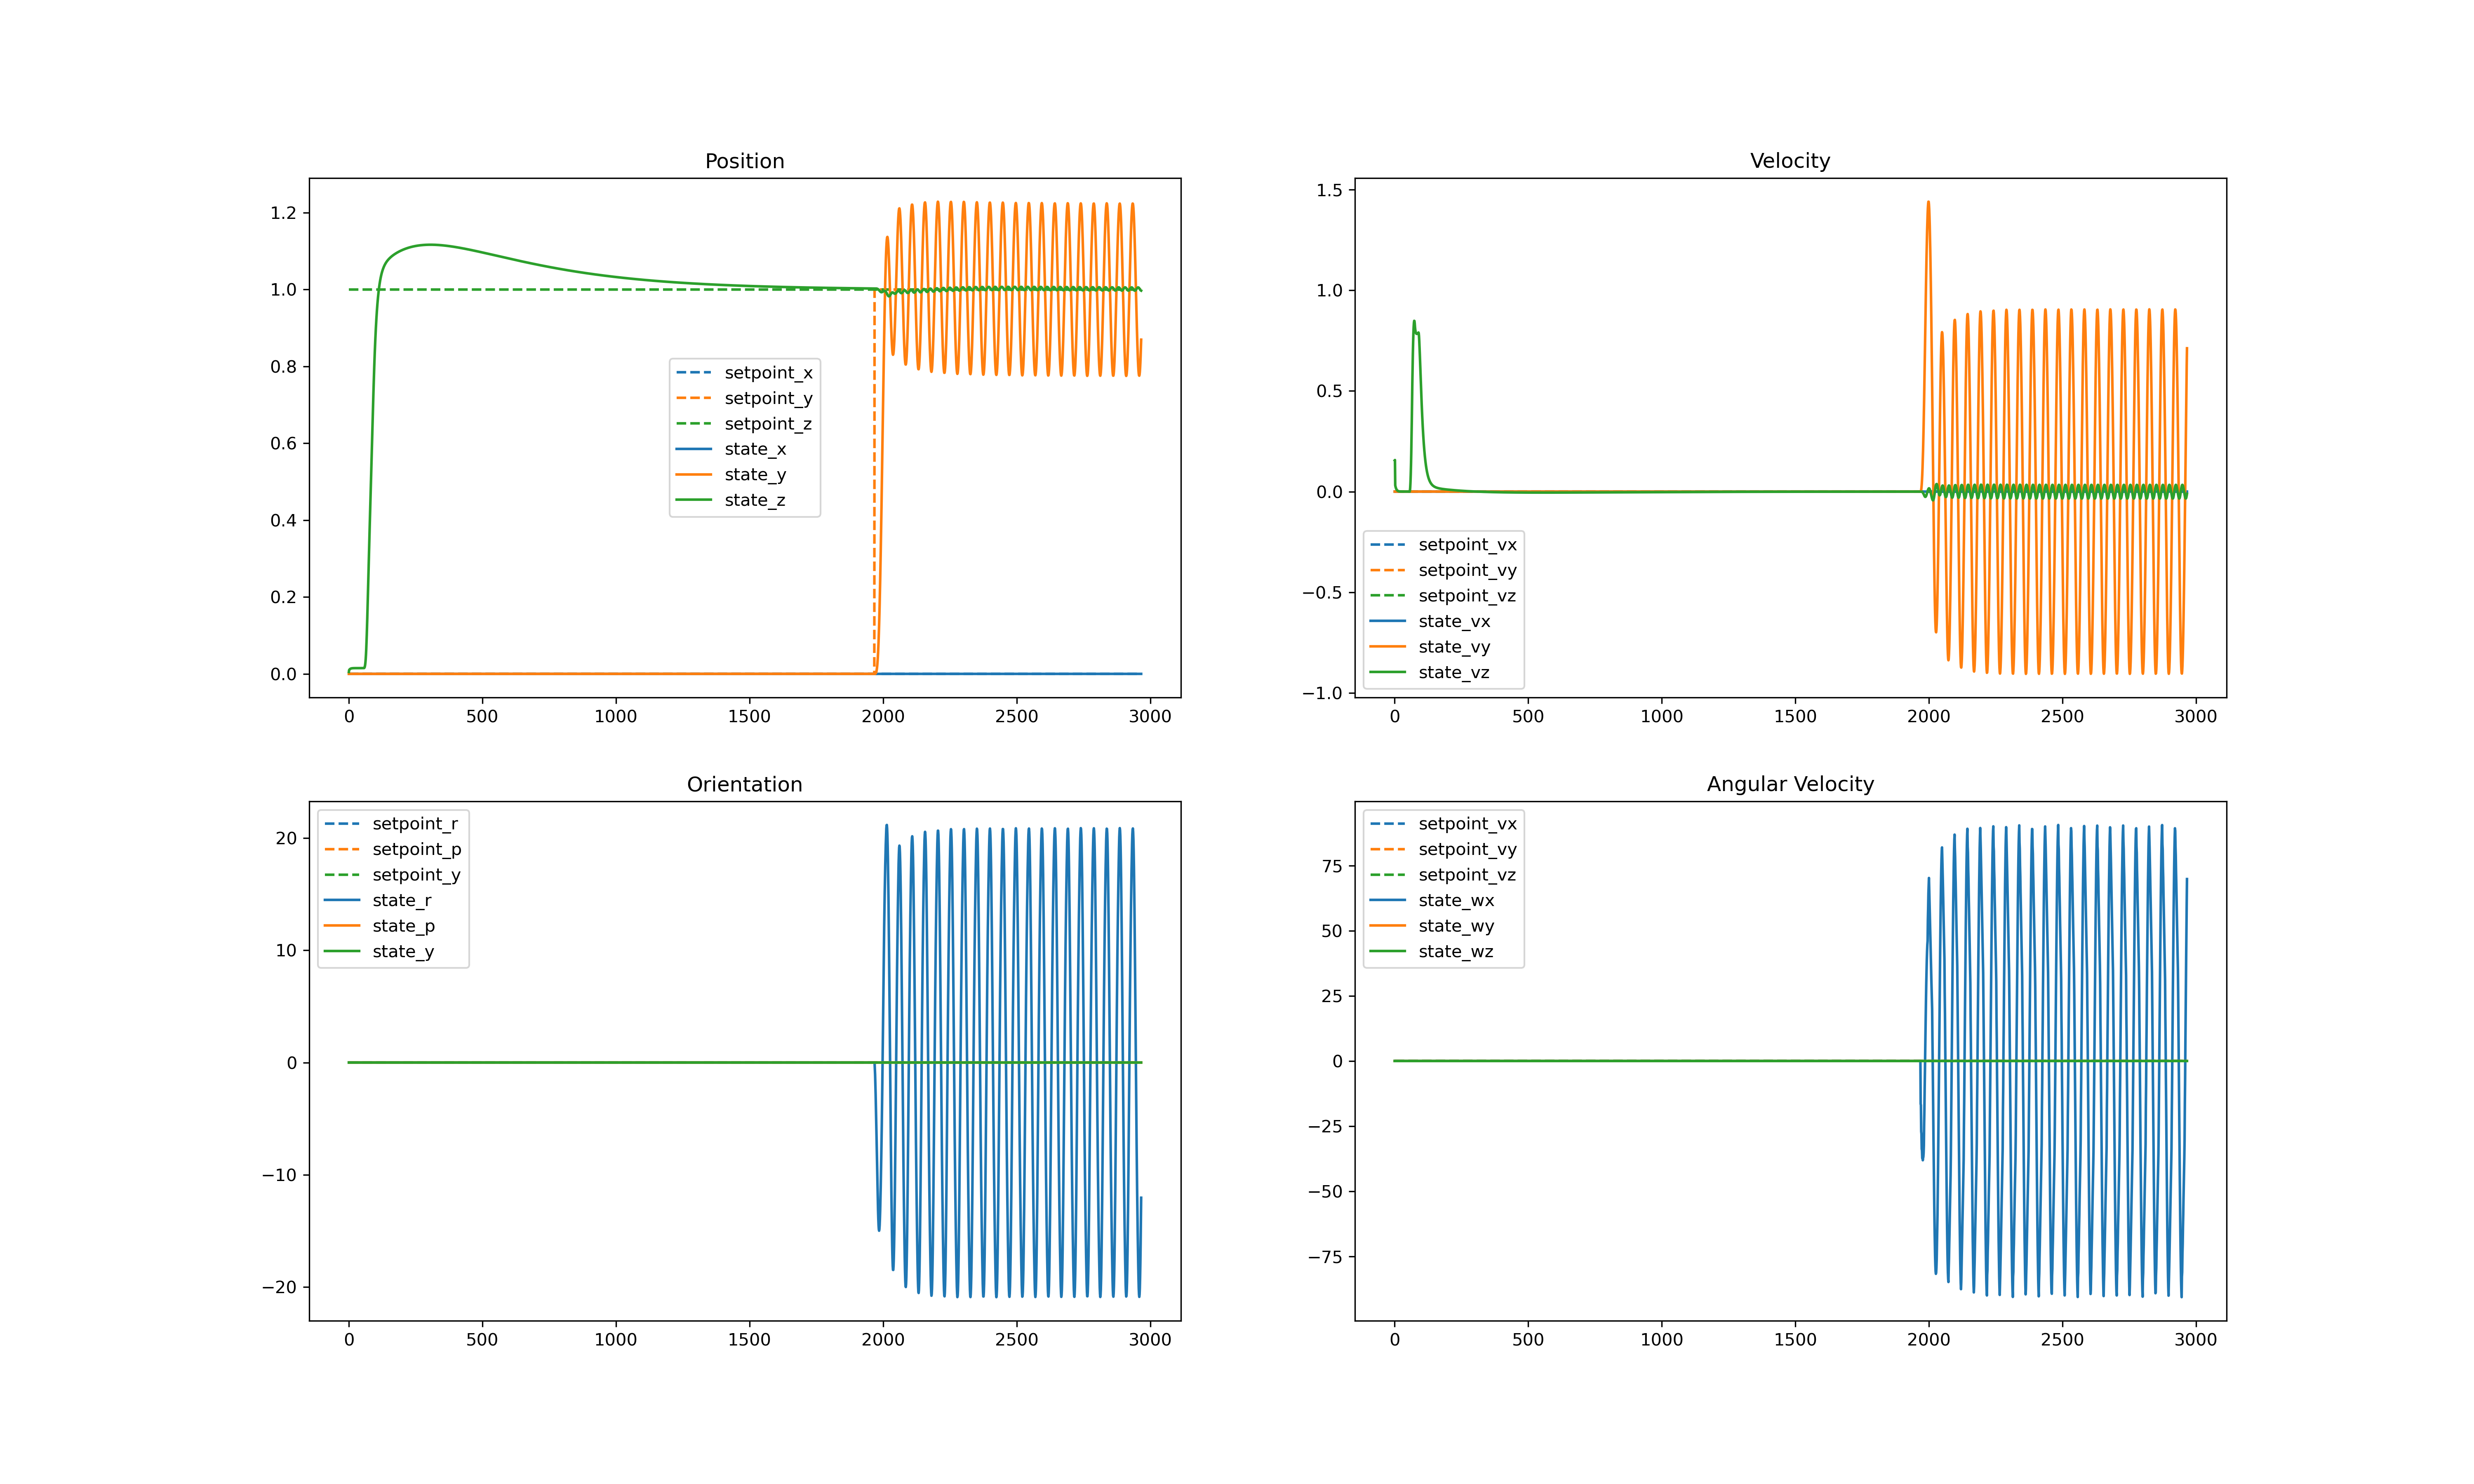 Position
1.2
1.0
0.8
0.6
0.4
0.2
0.0
setpoint_x
setpoint_y
setpoint_z
state_x
state_y
state_z
0 500 1000 1500 2000 2500 3000
Velocity
1.5
1.0
0.5
0.0
−0.5
−1.0
setpoint_vx
setpoint_vy
setpoint_vz
state_vx
state_vy
state_vz
0 500 1000 1500 2000 2500 3000
Orientation
20
10
0
−10
−20
setpoint_r
setpoint_p
setpoint_y
state_r
state_p
state_y
0 500 1000 1500 2000 2500 3000
Angular Velocity
75
50
25
0
−25
−50
−75
setpoint_vx
setpoint_vy
setpoint_vz
state_wx
state_wy
state_wz
0 500 1000 1500 2000 2500 3000